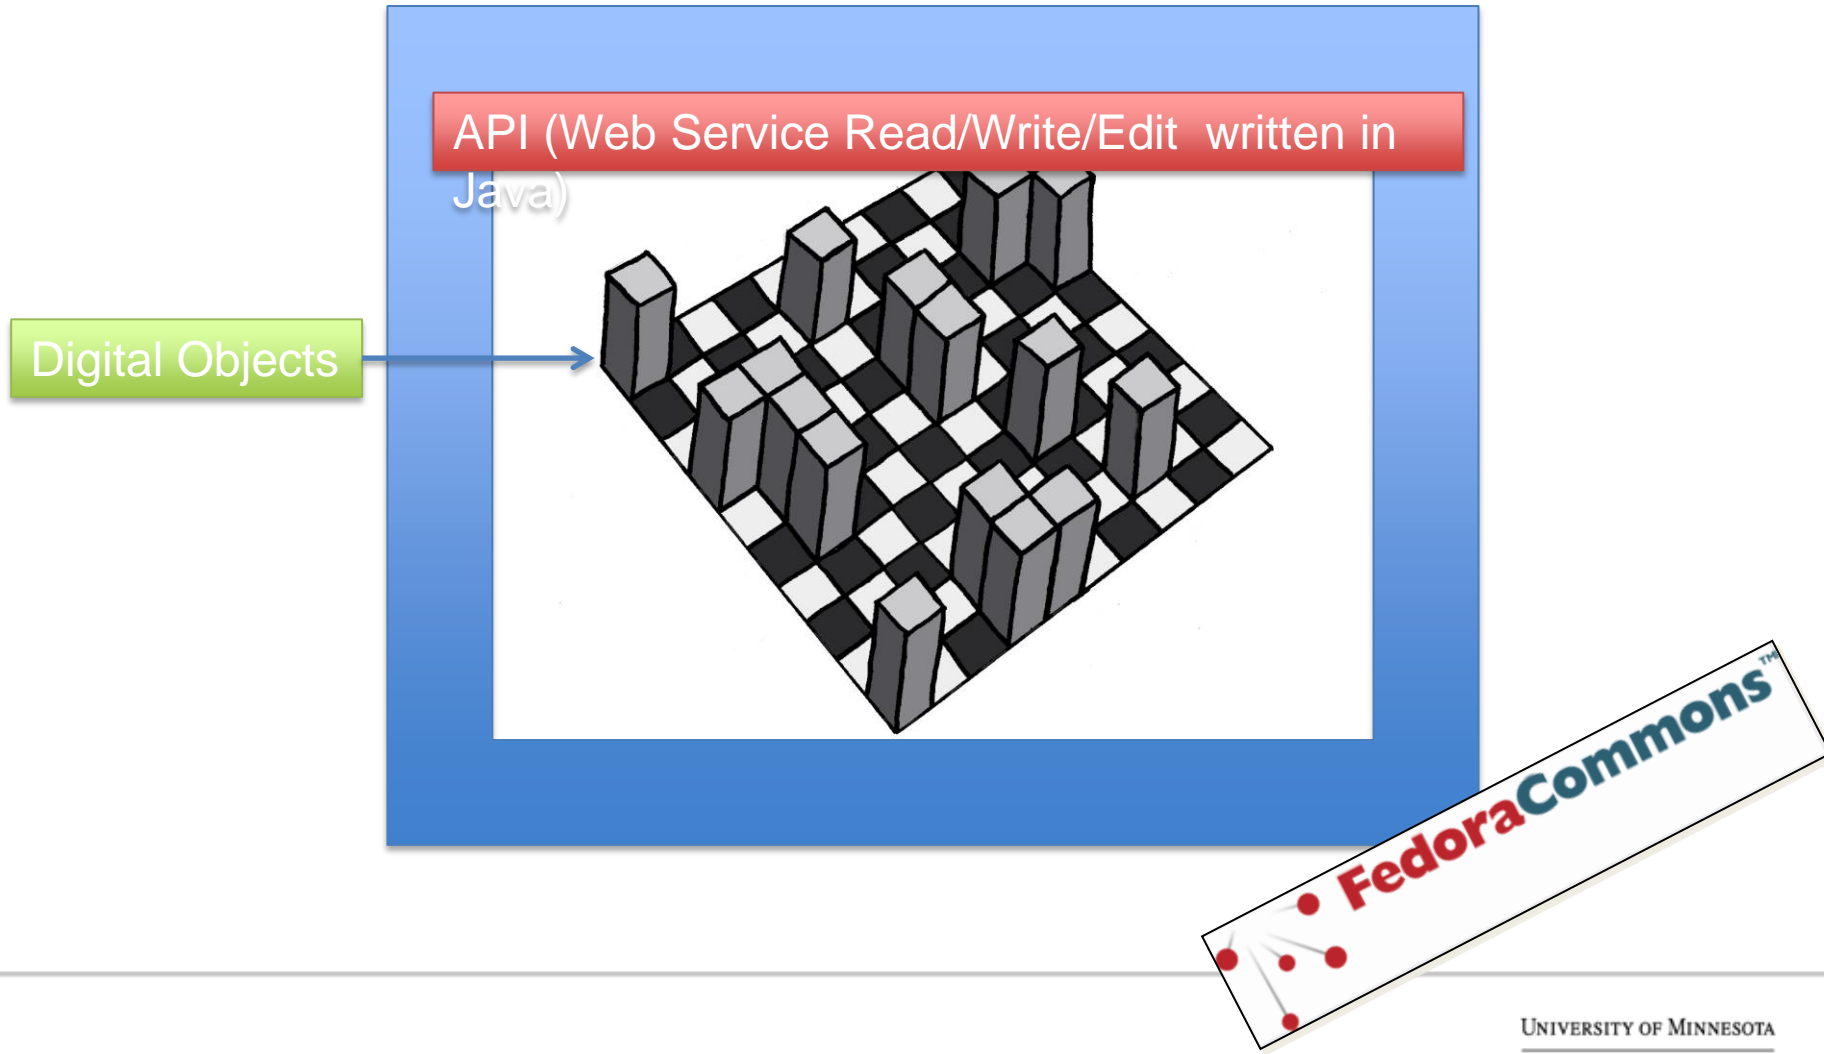 API (Web Service Read/Write/Edit  written in
Java)
Digital Objects
FedoraCommons™
UNIVERSITY OF MINNESOTA